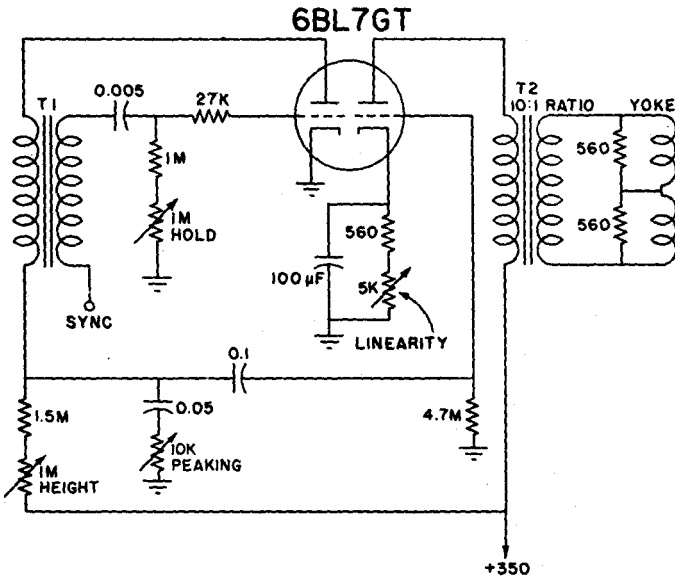 6BL7GT
T1
0.005
27K
T2
10:1 RATIO
YOKE
1M
1M
HOLD
560
560
560
100 µF
5K
SYNC
LINEARITY
0.1
1.5M
0.05
4.7M
1M
HEIGHT
10K
PEAKING
+350